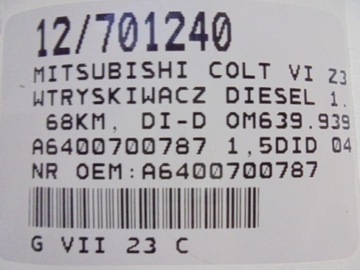 12/701240
MITSUBISHI COLT VI Z3
WTRYSKIWACZ DIESEL 1.
68KM, DI-D OM639.939
A6400700787 1,5DID 04
NR OEM:A6400700787
G VII 23 C